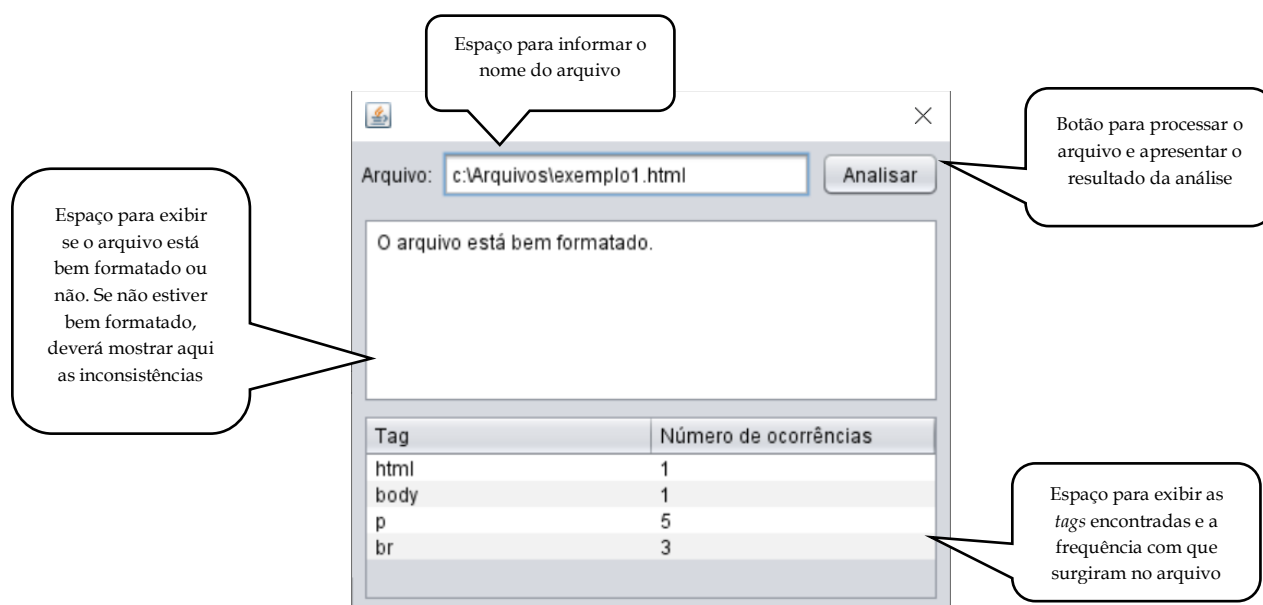 Espaço para informar o
nome do arquivo
Botão para processar o
arquivo e apresentar o
resultado da análise
Arquivo: c:\Arquivos\exemplo1.html Analisar
Espaço para exibir
se o arquivo está
bem formatado ou
não. Se não estiver
bem formatado,
deverá mostrar aqui
as inconsistências
O arquivo está bem formatado.
Tag Número de ocorrências
html 1
body 1
p 5
br 3
Espaço para exibir as
tags encontradas e a
frequência com que
surgiram no arquivo